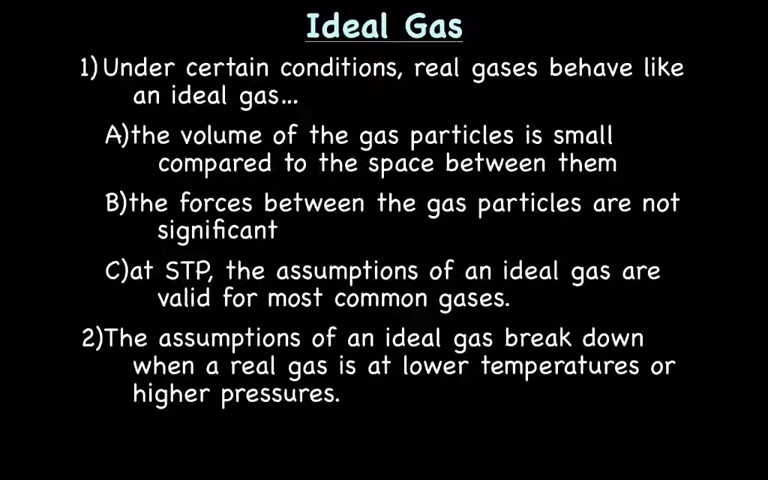 Ideal Gas
1) Under certain conditions, real gases behave like
an ideal gas...
A)the volume of the gas particles is small
compared to the space between them
B)the forces between the gas particles are not
significant
C)at STP, the assumptions of an ideal gas are
valid for most common gases.
2)The assumptions of an ideal gas break down
when a real gas is at lower temperatures or
higher pressures.